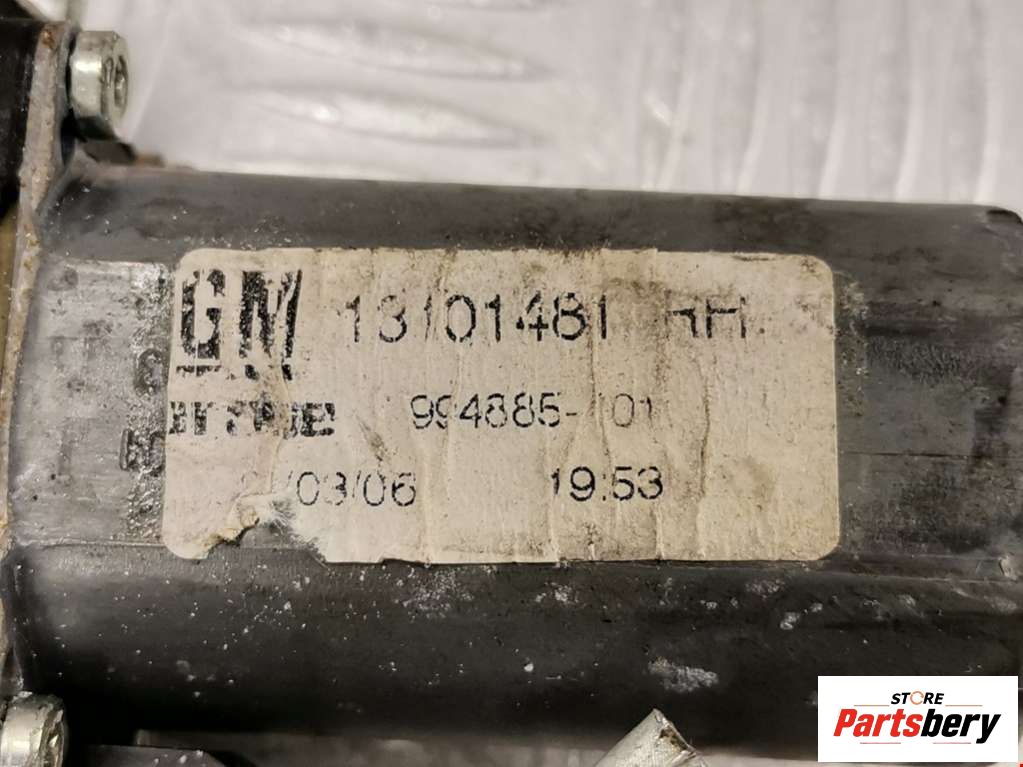 GM 13101481 RH
994885-101
/03/06 19:53
STORE
Partsbery